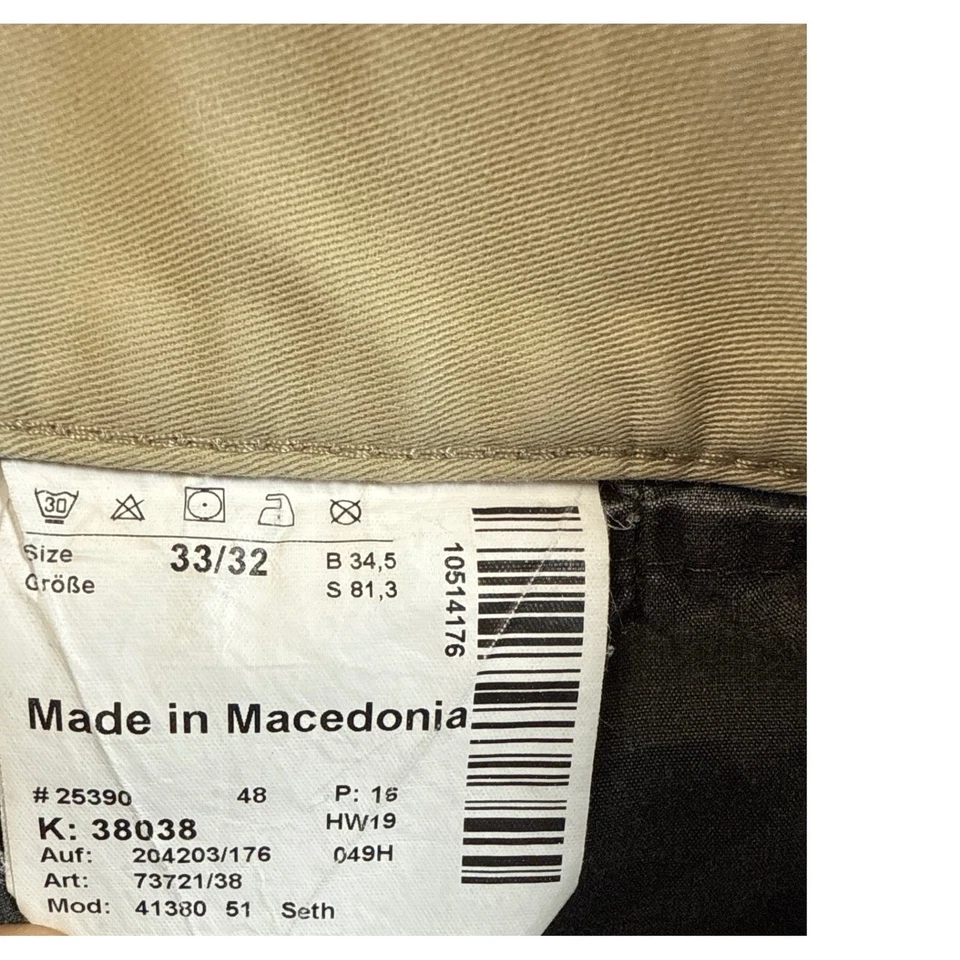 30
Size 33/32 B 34,5
Größe S 81,3
10514176
Made in Macedonia
# 25390 48 P: 16
K: 38038 HW19
Auf: 204203/176 049H
Art: 73721/38
Mod: 41380 51 Seth